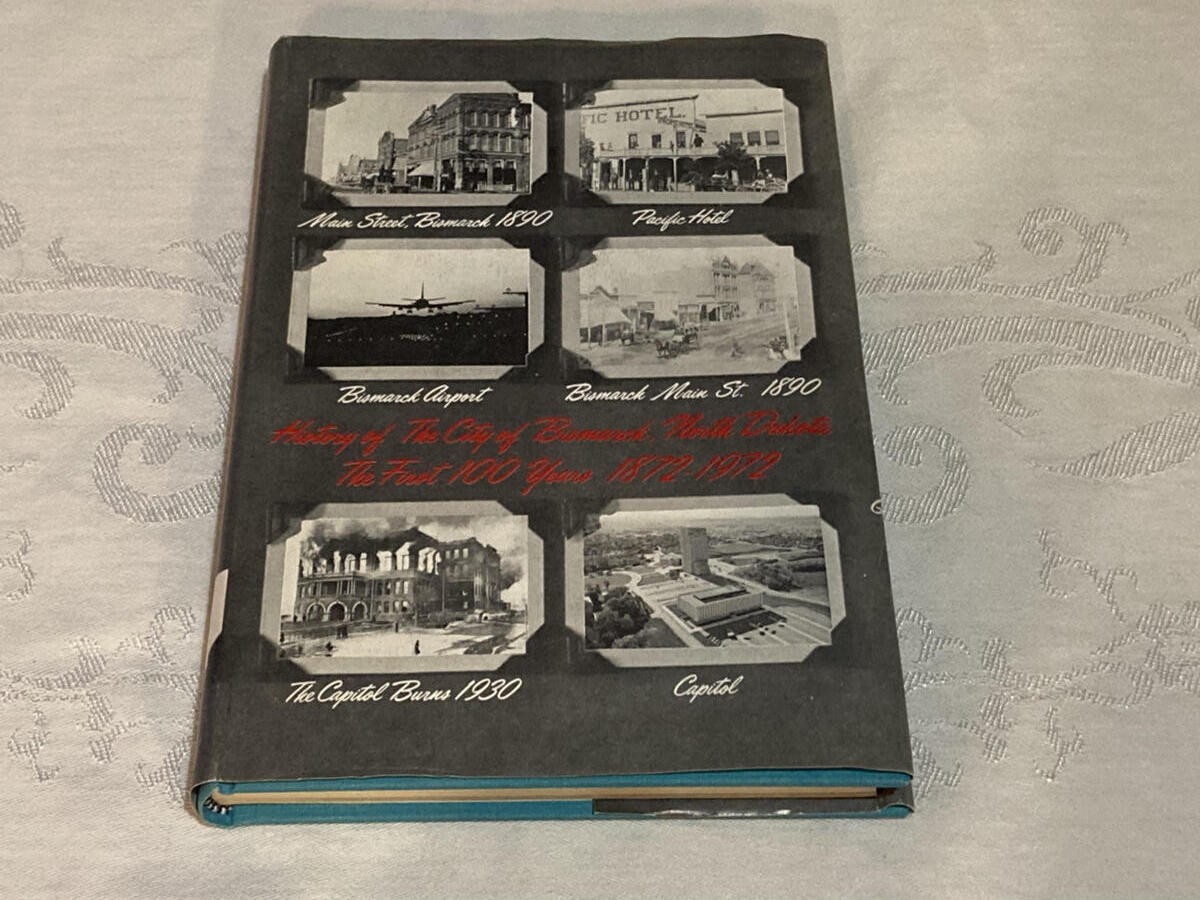 FIC HOTEL.
Main Street, Bismarck 1890
Pacific Hotel
Bismarck Airport
Bismarck Main St. 1890
History of The City of Bismarck, North Dakota
The First 100 Years 1872-1972
The Capitol Burns 1930
Capitol